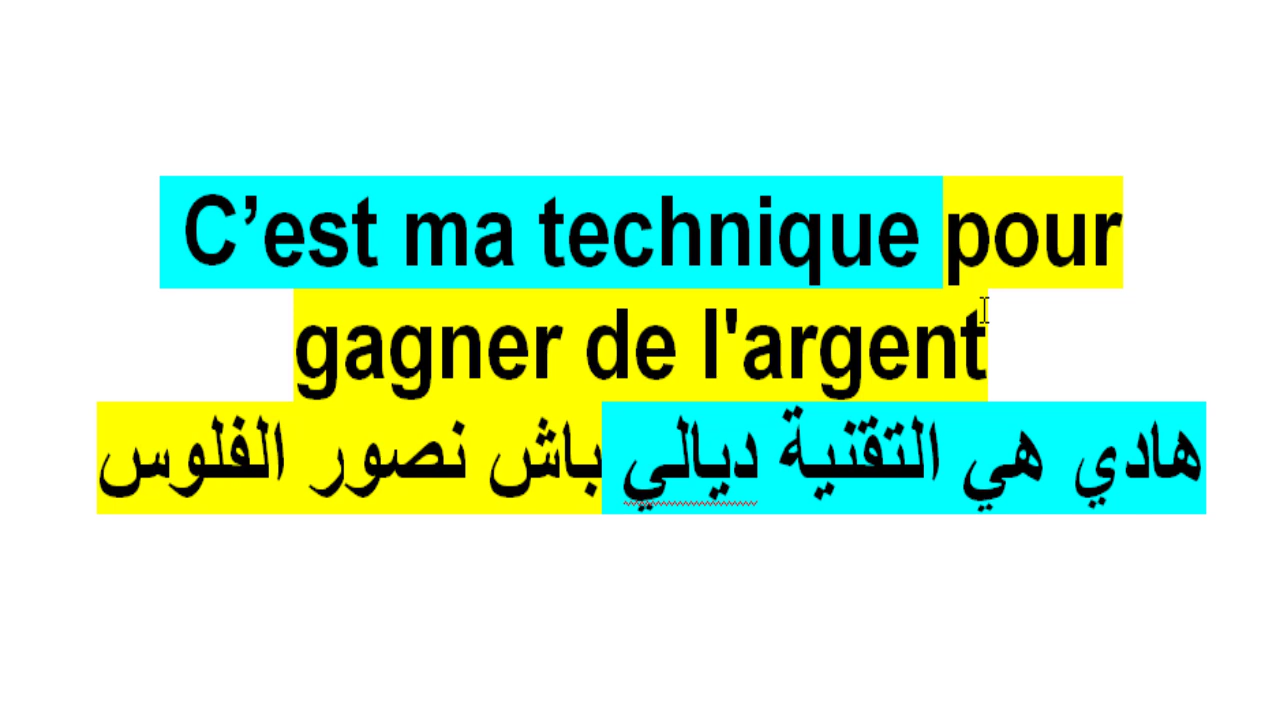 C’est ma technique pour
gagner de l'argent
هادي هي التقنية ديالي باش نصور الفلوس